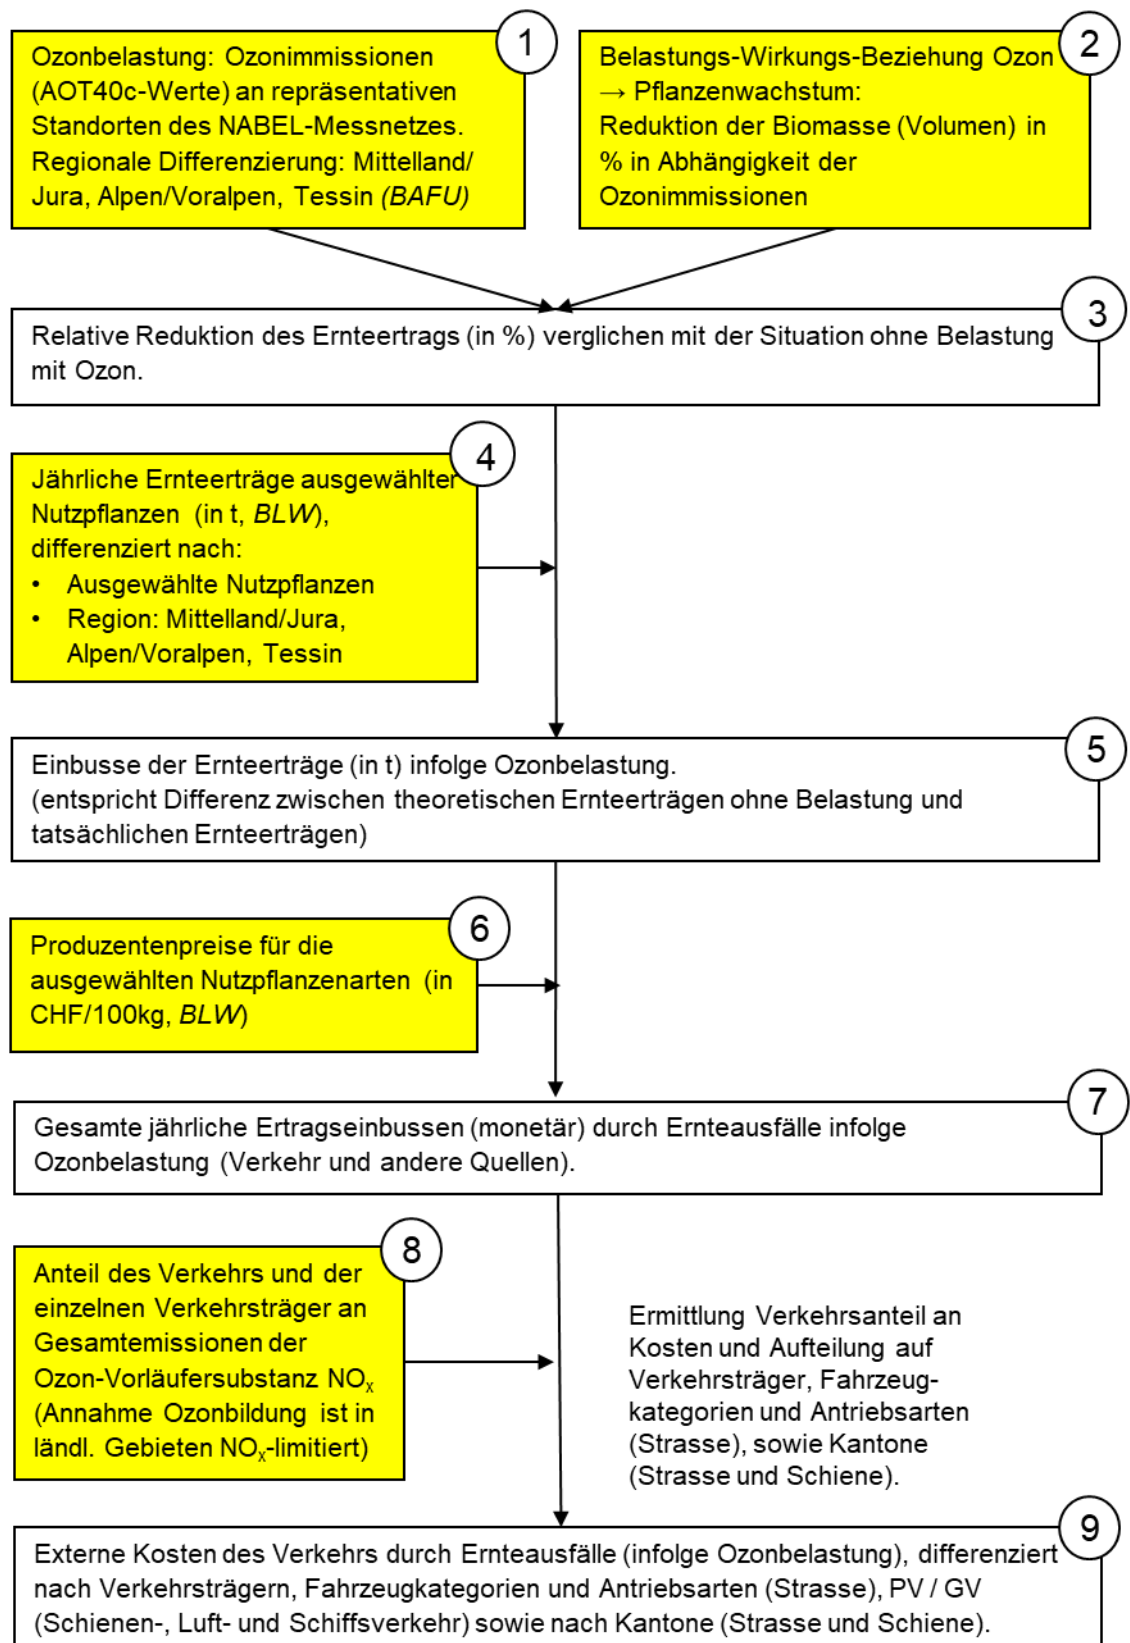 1
Ozonbelastung: Ozonimmissionen
(AOT40c-Werte) an repräsentativen
Standorten des NABEL-Messnetzes.
Regionale Differenzierung: Mittelland/
Jura, Alpen/Voralpen, Tessin (BAFU)
2
Belastungs-Wirkungs-Beziehung Ozon
→ Pflanzenwachstum:
Reduktion der Biomasse (Volumen) in
% in Abhängigkeit der
Ozonimmissionen
3
Relative Reduktion des Ernteertrags (in %) verglichen mit der Situation ohne Belastung
mit Ozon.
4
Jährliche Ernteerträge ausgewählter
Nutzpflanzen (in t, BLW),
differenziert nach:
• Ausgewählte Nutzpflanzen
• Region: Mittelland/Jura,
Alpen/Voralpen, Tessin
5
Einbusse der Ernteerträge (in t) infolge Ozonbelastung.
(entspricht Differenz zwischen theoretischen Ernteerträgen ohne Belastung und
tatsächlichen Ernteerträgen)
6
Produzentenpreise für die
ausgewählten Nutzpflanzenarten (in
CHF/100kg, BLW)
7
Gesamte jährliche Ertragseinbussen (monetär) durch Ernteausfälle infolge
Ozonbelastung (Verkehr und andere Quellen).
8
Anteil des Verkehrs und der
einzelnen Verkehrsträger an
Gesamtemissionen der
Ozon-Vorläufersubstanz NOx
(Annahme Ozonbildung ist in
ländl. Gebieten NOx-limitiert)
Ermittlung Verkehrsanteil an
Kosten und Aufteilung auf
Verkehrsträger, Fahrzeug-
kategorien und Antriebsarten
(Strasse), sowie Kantone
(Strasse und Schiene).
9
Externe Kosten des Verkehrs durch Ernteausfälle (infolge Ozonbelastung), differenziert
nach Verkehrsträgern, Fahrzeugkategorien und Antriebsarten (Strasse), PV / GV
(Schienen-, Luft- und Schiffsverkehr) sowie nach Kantone (Strasse und Schiene).